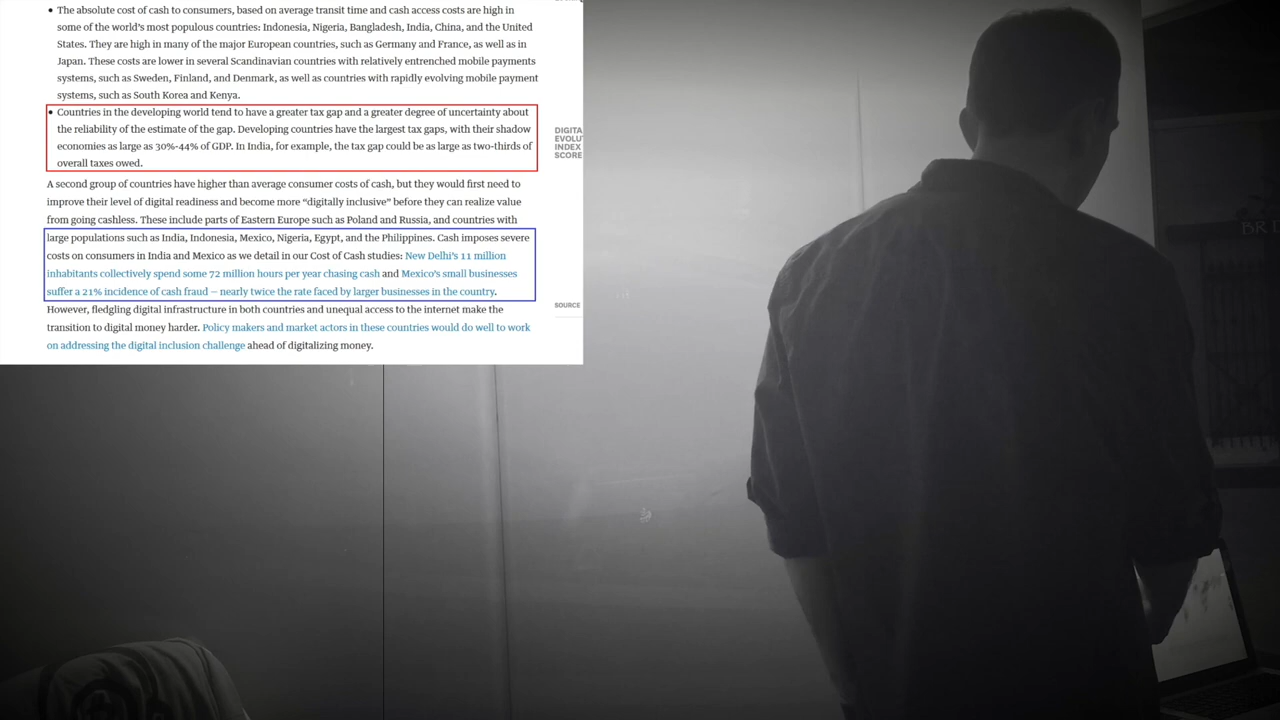 • The absolute cost of cash to consumers, based on average transit time and cash access costs are high in
some of the world's most populous countries: Indonesia, Nigeria, Bangladesh, India, China, and the United
States. They are high in many of the major European countries, such as Germany and France, as well as in
Japan. These costs are lower in several Scandinavian countries with relatively entrenched mobile payments
systems, such as Sweden, Finland, and Denmark, as well as countries with rapidly evolving mobile payment
systems, such as South Korea and Kenya.
• Countries in the developing world tend to have a greater tax gap and a greater degree of uncertainty about
the reliability of the estimate of the gap. Developing countries have the largest tax gaps, with their shadow
economies as large as 30%-44% of GDP. In India, for example, the tax gap could be as large as two-thirds of
overall taxes owed.
A second group of countries have higher than average consumer costs of cash, but they would first need to
improve their level of digital readiness and become more “digitally inclusive” before they can realize value
from going cashless. These include parts of Eastern Europe such as Poland and Russia, and countries with
large populations such as India, Indonesia, Mexico, Nigeria, Egypt, and the Philippines. Cash imposes severe
costs on consumers in India and Mexico as we detail in our Cost of Cash studies: New Delhi's 11 million
inhabitants collectively spend some 72 million hours per year chasing cash and Mexico's small businesses
suffer a 21% incidence of cash fraud — nearly twice the rate faced by larger businesses in the country.
However, fledgling digital infrastructure in both countries and unequal access to the internet make the
transition to digital money harder. Policy makers and market actors in these countries would do well to work
on addressing the digital inclusion challenge ahead of digitalizing money.
DIGITA
EVOLU
INDEX
SCORE
SOURCE